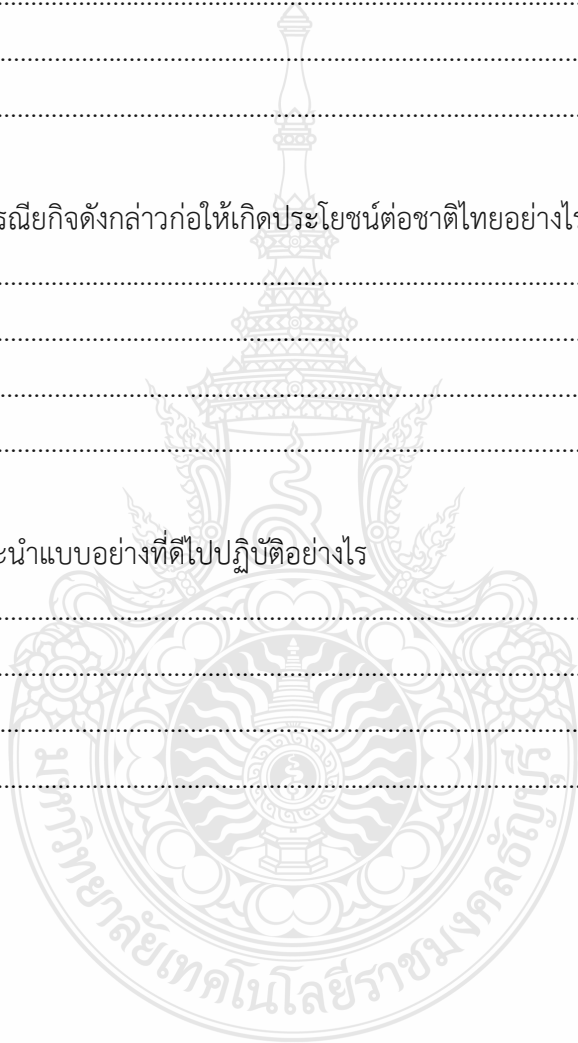 รณียกิจดังกล่าวก่อให้เกิดประโยชน์ต่อชาติไทยอย่างไร
ะนำแบบอย่างที่ดีไปปฏิบัติอย่างไร
มหาวิทยาลัยเทคโนโลยีราชมงคลธัญบุรี